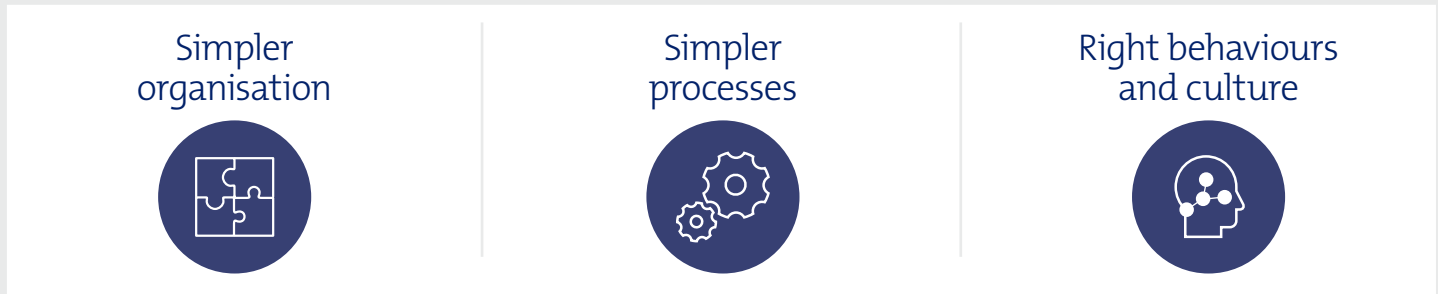 Simpler
organisation
Simpler
processes
Right behaviours
and culture